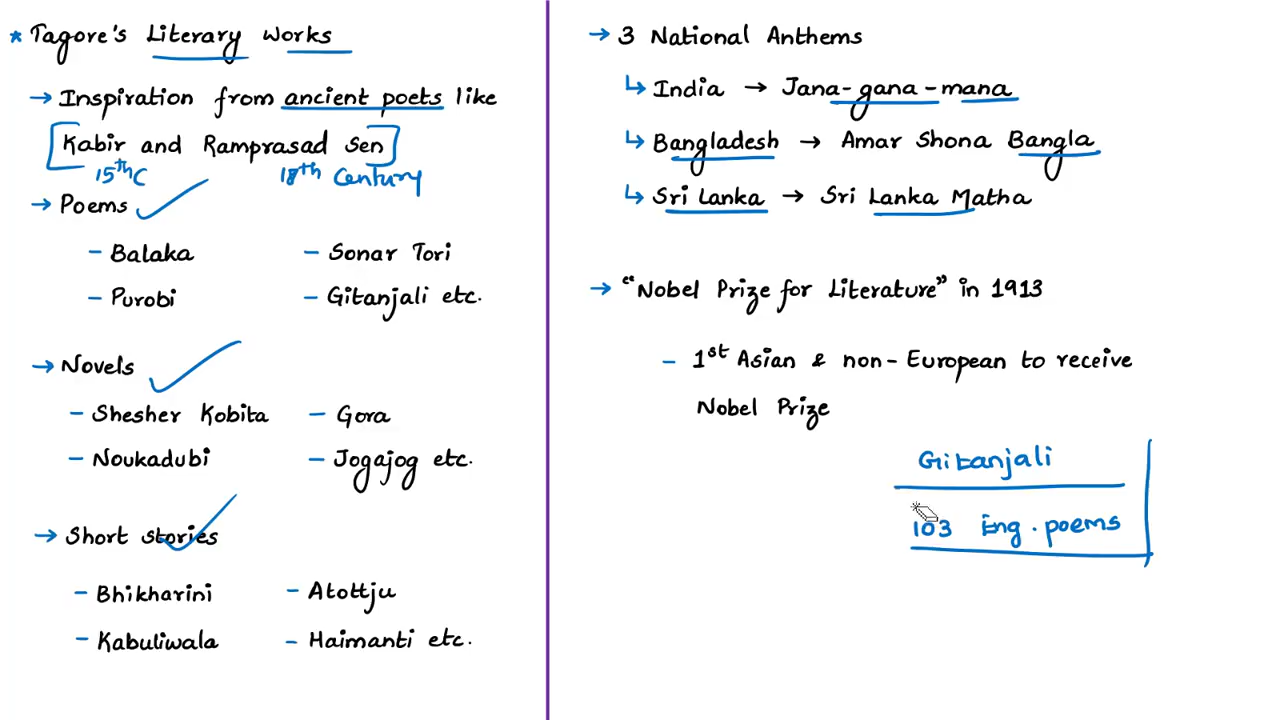 * Tagore's Literary Works
→ Inspiration from ancient poets like
[Kabir and Ramprasad Sen]
15th C 18th Century
→ Poems
- Balaka - Sonar Tori
- Purobi - Gitanjali etc.
→ Novels
- Shesher Kobita - Gora
- Noukadubi - Jogajog etc.
→ Short stories
- Bhikharini - Atottju
- Kabuliwala - Haimanti etc.
→ 3 National Anthems
↳ India → Jana-gana-mana
↳ Bangladesh → Amar Shona Bangla
↳ Sri Lanka → Sri Lanka Matha
→ "Nobel Prize for Literature" in 1913
- 1st Asian & non-European to receive
Nobel Prize
Gitanjali
103 Eng. poems